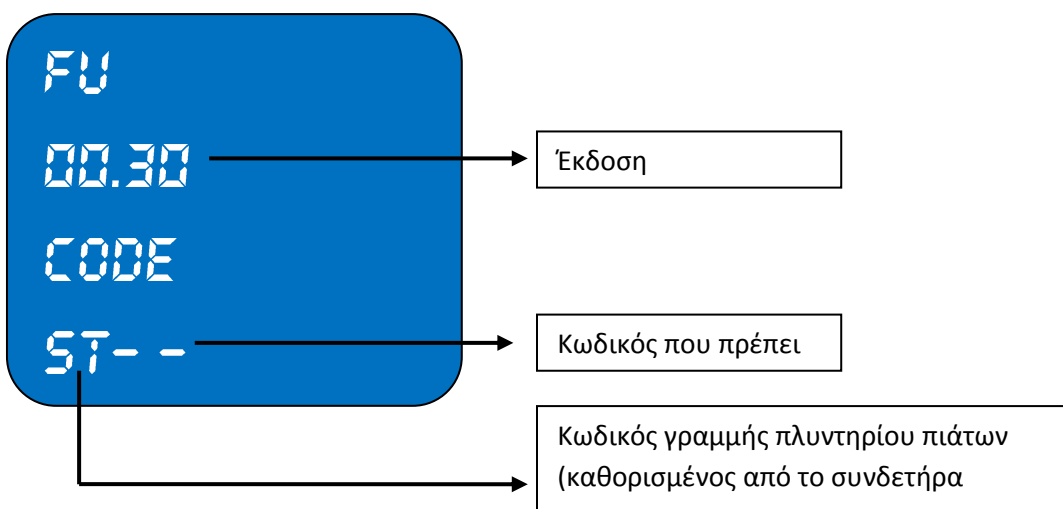 FU
00.30
Έκδοση
CODE
ST--
Κωδικός που πρέπει
Κωδικός γραμμής πλυντηρίου πιάτων
(καθορισμένος από το συνδετήρα